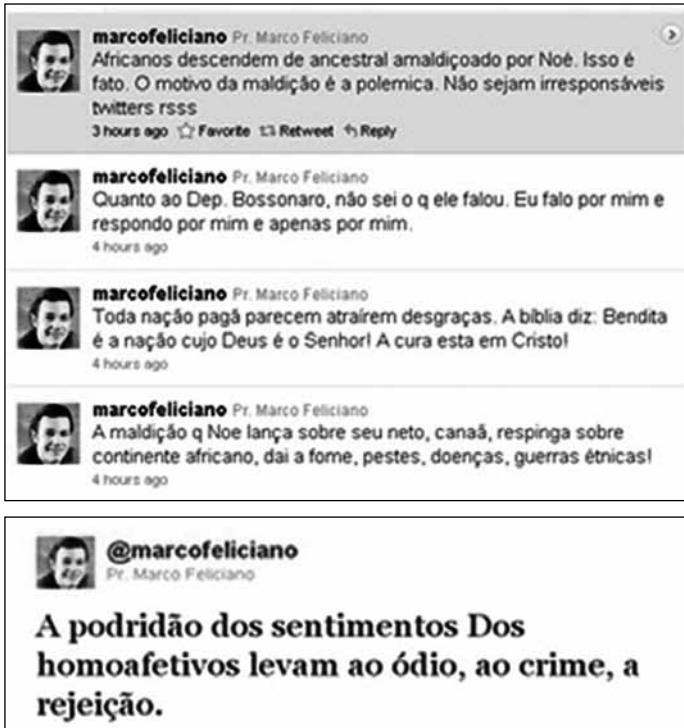 marcofeliciano Pr. Marco Feliciano
Africanos descendem de ancestral amaldiçoado por Noé. Isso é
fato. O motivo da maldição é a polemica. Não sejam irresponsáveis
twitters rsss
3 hours ago Favorite Retweet Reply
marcofeliciano Pr. Marco Feliciano
Quanto ao Dep. Bossonaro, não sei o q ele falou. Eu falo por mim e
respondo por mim e apenas por mim.
4 hours ago
marcofeliciano Pr. Marco Feliciano
Toda nação pagã parecem atraírem desgraças. A bíblia diz: Bendita
é a nação cujo Deus é o Senhor! A cura esta em Cristo!
4 hours ago
marcofeliciano Pr. Marco Feliciano
A maldição q Noe lança sobre seu neto, canaã, respinga sobre
continente africano, dai a fome, pestes, doenças, guerras étnicas!
4 hours ago
@marcofeliciano
Pr. Marco Feliciano
A podridão dos sentimentos Dos
homoafetivos levam ao ódio, ao crime, a
rejeição.